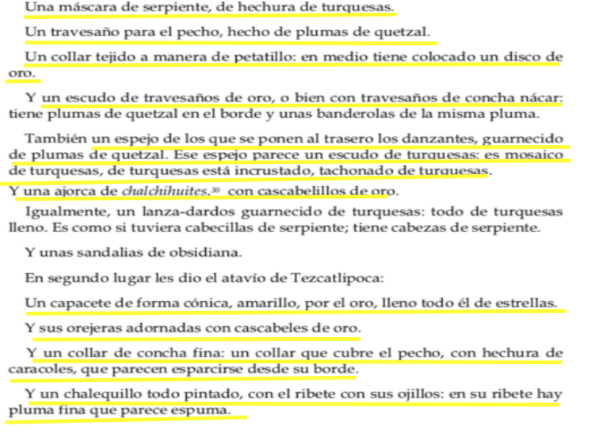 Una máscara de serpiente, de hechura de turquesas.
Un travesaño para el pecho, hecho de plumas de quetzal.
Un collar tejido a manera de petatillo: en medio tiene colocado un disco de
oro.
Y un escudo de travesaños de oro, o bien con travesaños de concha nácar:
tiene plumas de quetzal en el borde y unas banderolas de la misma pluma.
También un espejo de los que se ponen al trasero los danzantes, guarnecido
de plumas de quetzal. Ese espejo parece un escudo de turquesas: es mosaico
de turquesas, de turquesas está incrustado, tachonado de turquesas.
Y una ajorca de chalchihuites,³⁰ con cascabelillos de oro.
Igualmente, un lanza-dardos guarnecido de turquesas: todo de turquesas
lleno. Es como si tuviera cabecillas de serpiente; tiene cabezas de serpiente.
Y unas sandalias de obsidiana.
En segundo lugar les dio el atavío de Tezcatlipoca:
Un capacete de forma cónica, amarillo, por el oro, lleno todo él de estrellas.
Y sus orejeras adornadas con cascabeles de oro.
Y un collar de concha fina: un collar que cubre el pecho, con hechura de
caracoles, que parecen esparcirse desde su borde.
Y un chalequillo todo pintado, con el ribete con sus ojillos: en su ribete hay
pluma fina que parece espuma.